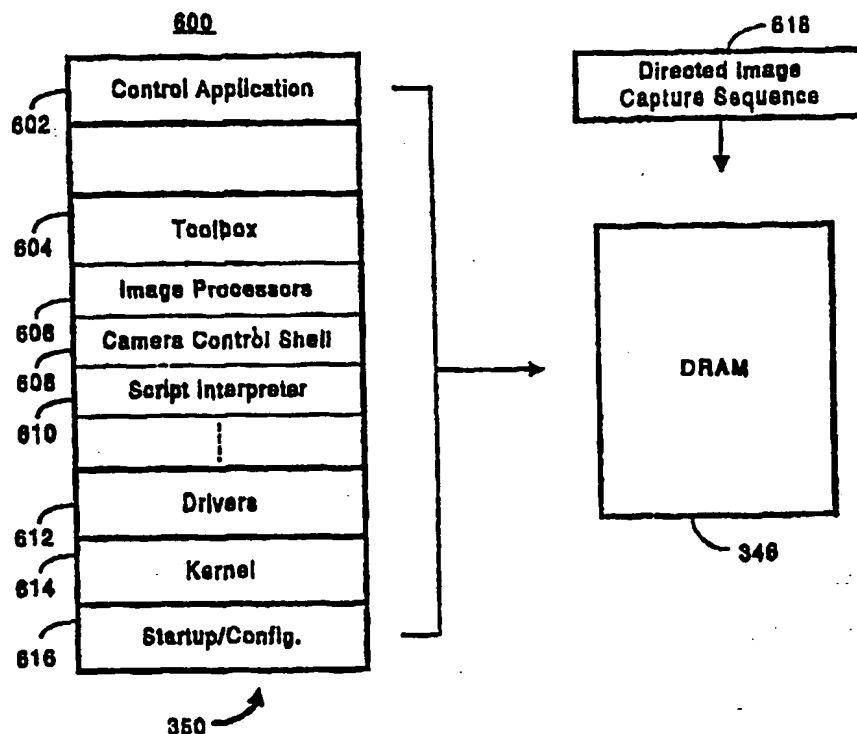 600
Control Application
602
Toolbox
604
Image Processors
606
Camera Control Shell
608
Script Interpreter
610
Drivers
612
Kernel
614
Startup/Config.
616
350
618
Directed Image
Capture Sequence
DRAM
346